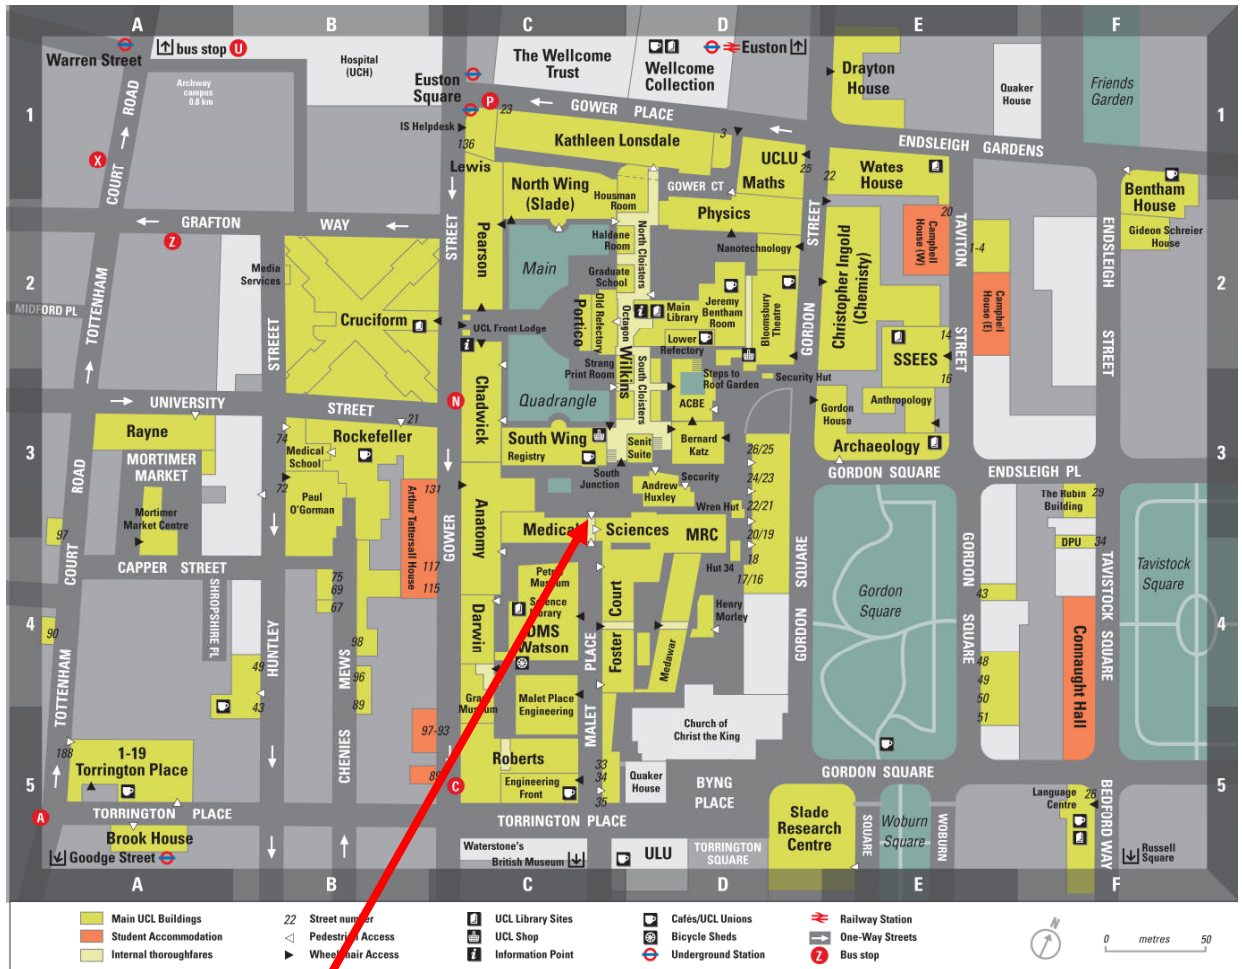 A
B
C
D
E
F
Warren Street
bus stop U
Hospital
(UCH)
The Wellcome
Trust
Wellcome
Collection
Euston
Drayton
House
Quaker
House
Friends
Garden
Archway
campus
0.8 km
Euston
Square
P
23
GOWER PLACE
1
1
IS Helpdesk
136
Kathleen Lonsdale
3
ENDSLEIGH GARDENS
X
Lewis
North Wing
(Slade)
Housman
Room
GOWER CT
UCLU
Maths
25
22
Wates
House
Bentham
House
Gideon Schreier
House
TOTTENHAM COURT ROAD
GRAFTON WAY
Z
GOWER STREET
Pearson
Physics
Haldane
Room
North Cloisters
Nanotechnology
GORDON STREET
20
Campbell
House (W)
TAVITON STREET
1-4
ENDSLEIGH STREET
2
2
Media
Services
Main
Graduate
School
Christopher Ingold
(Chemisty)
Campbell
House (E)
MIDFORD PL
Cruciform
UCL Front Lodge
Portico
Old Refectory
Octagon
Wilkins
Main
Library
Jeremy
Bentham
Room
Bloomsbury
Theatre
Lower
Refectory
14
SSEES
16
HUNTLEY STREET
Strang
Print Room
South Cloisters
Steps to
Roof Garden
Security Hut
UNIVERSITY STREET
Chadwick
N
Quadrangle
ACBE
Gordon
House
Anthropology
21
Rayne
74
Rockefeller
South Wing
Registry
Senit
Suite
Bernard
Katz
26/25
Archaeology
3
3
MORTIMER
MARKET
Medical
School
72
Paul
O'Gorman
131
Arthur Tattersall House
South
Junction
Security
Andrew
Huxley
24/23
GORDON SQUARE
ENDSLEIGH PL
Mortimer
Market Centre
97
Anatomy
Wren Hut
22/21
The Rubin
Building
29
Medical Sciences
MRC
20/19
DPU
34
CAPPER STREET
117
115
Hut 34
18
17/16
Gordon
Square
GORDON SQUARE
Tavistock
Square
TAVISTOCK SQUARE
75
69
67
SHROPSHIRE PL
Museum
Library
DMS
Watson
Darwin
Foster Court
Henry
Morley
43
4
4
90
98
MALET PLACE
Medawar
GORDON SQUARE
Connaught Hall
49
43
CHENIES MEWS
96
89
Museum
Malet Place
Engineering
Church of
Christ the King
48
49
50
51
188
1-19
Torrington Place
97-93
Roberts
Engineering
Front
33
34
35
Quaker
House
BYNG
PLACE
GORDON SQUARE
5
5
A
TORRINGTON PLACE
C
TORRINGTON PLACE
Language
Centre
26
BEDFORD WAY
Brook House
Goodge Street
Waterstone's
British Museum
ULU
TORRINGTON
SQUARE
Slade
Research
Centre
Woburn
Square
WOBURN SQUARE
Russell
Square
A
B
C
D
E
F
Main UCL Buildings
Student Accommodation
Internal thoroughfares
22 Street number
Pedestrian Access
Wheelchair Access
UCL Library Sites
UCL Shop
Information Point
Cafés/UCL Unions
Bicycle Sheds
Underground Station
Railway Station
One-Way Streets
Z Bus stop
N
0 metres 50